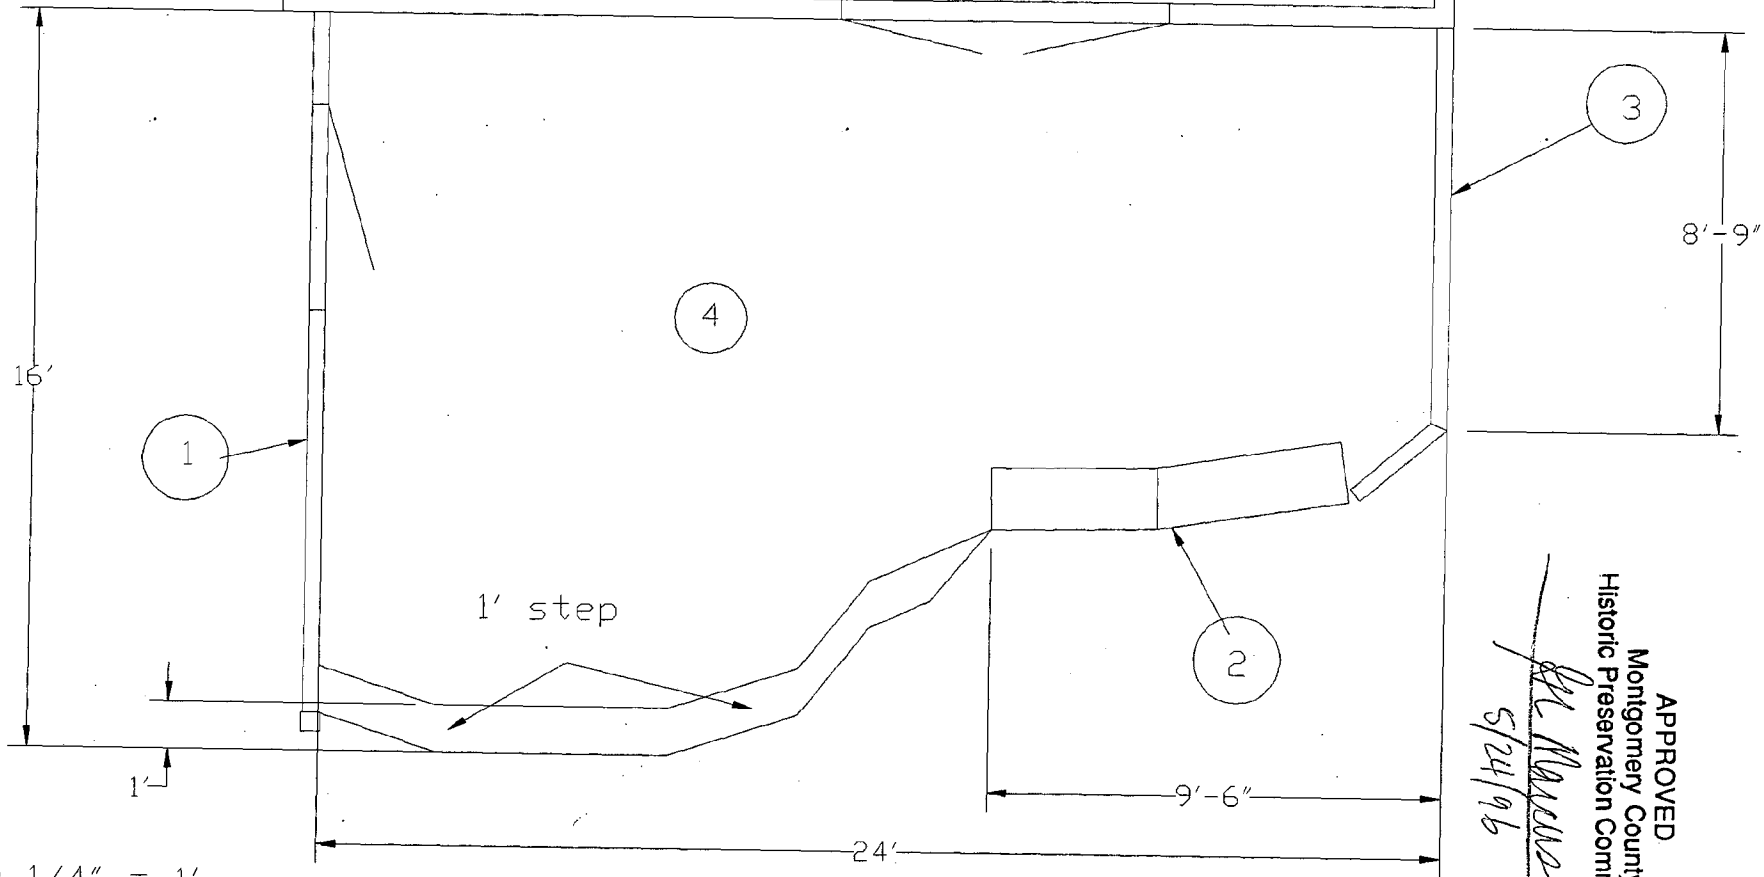 3
8'-9"
4
16'
1
1' step
2
1'
9'-6"
24'
1/4" = 1'
APPROVED
Montgomery County
Historic Preservation Comm
5/24/96